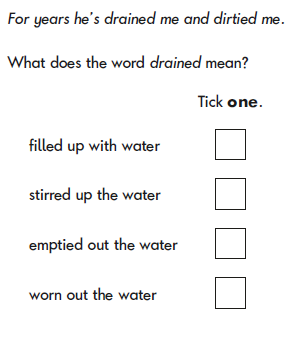 For years he's drained me and dirtied me.
What does the word drained mean?
Tick one.
filled up with water
stirred up the water
emptied out the water
worn out the water